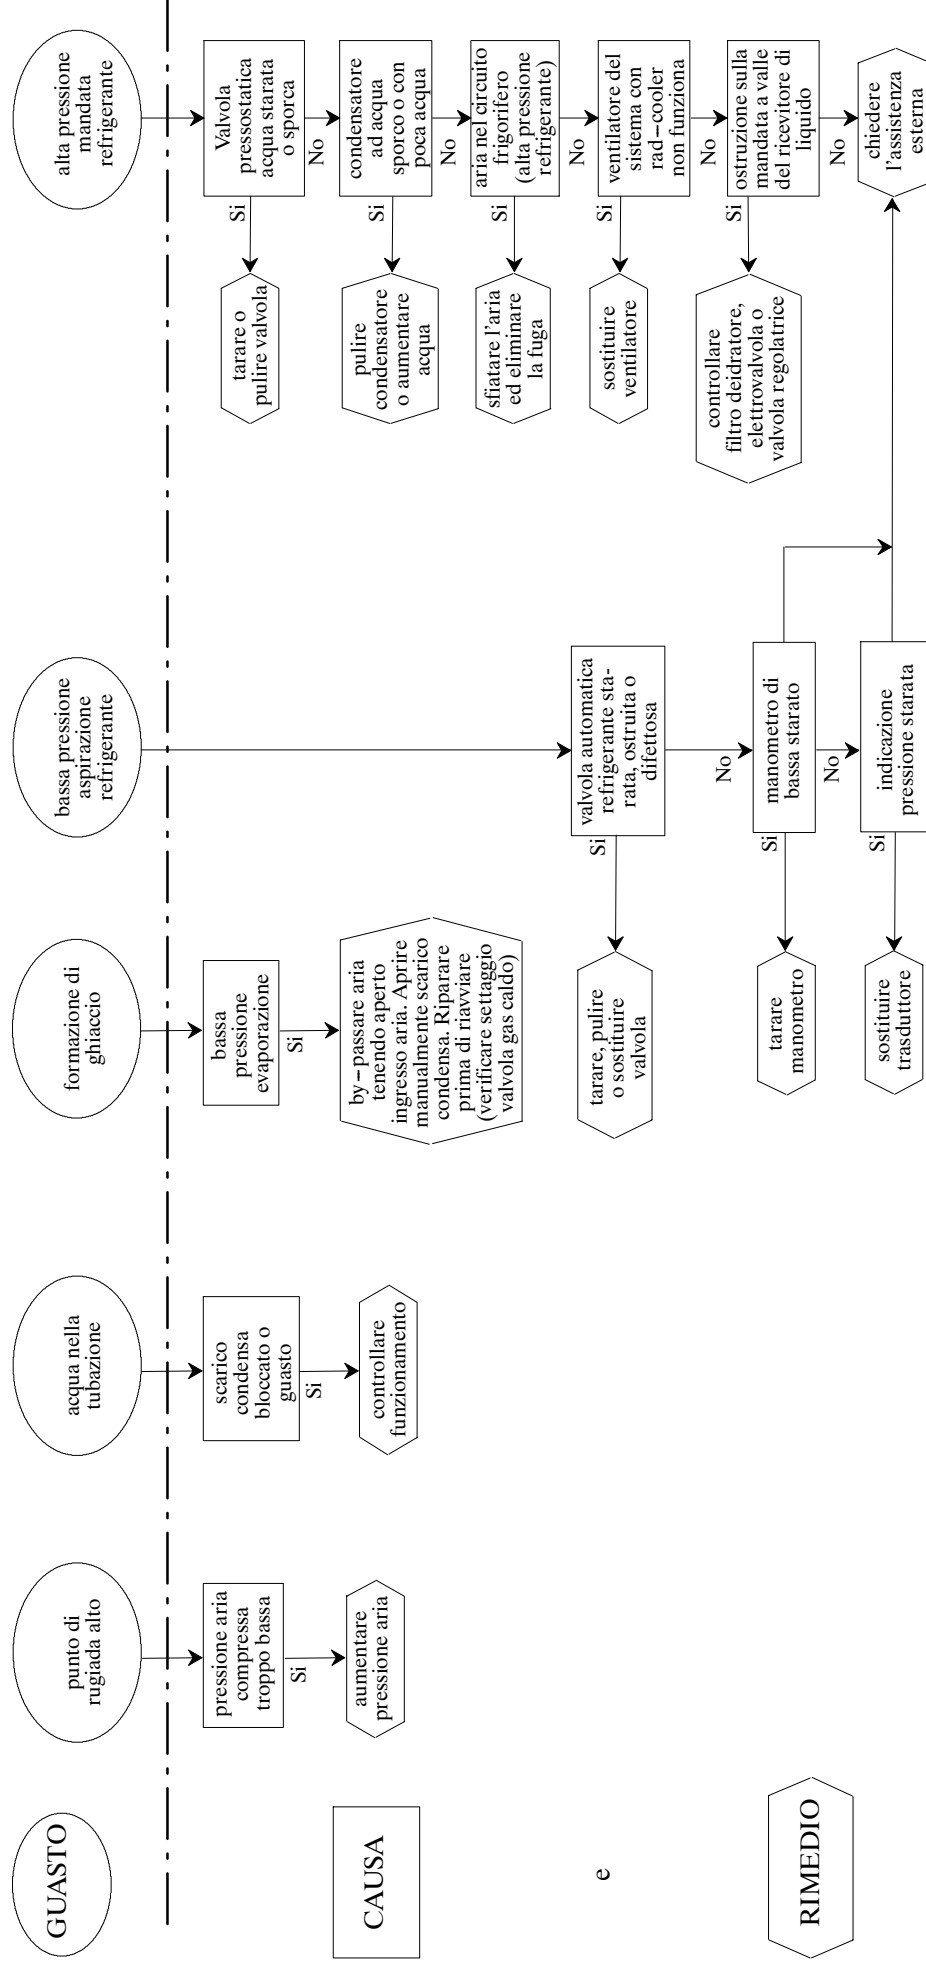 GUASTO
CAUSA
e
RIMEDIO
punto di
rugiada alto
pressione aria
compressa
troppo bassa
Si
aumentare
pressione aria
acqua nella
tubazione
scarico
condensa
bloccato o
guasto
Si
controllare
funzionamento
formazione di
ghiaccio
bassa
pressione
evaporazione
Si
by-passare aria
tenendo aperto
ingresso aria. Aprire
manualmente scarico
condensa. Riparare
prima di riavviare
(verificare settaggio
valvola gas caldo)
bassa pressione
aspirazione
refrigerante
valvola automatica
refrigerante sta-
rata, ostruita o
difettosa
Si
No
tarare, pulire
o sostituire
valvola
manometro di
bassa starato
Si
No
tarare
manometro
indicazione
pressione starata
Si
sostituire
trasduttore
alta pressione
mandata
refrigerante
Valvola
pressostatica
acqua starata
o sporca
Si
No
tarare o
pulire valvola
condensatore
ad acqua
sporco o con
poca acqua
Si
No
pulire
condensatore
o aumentare
acqua
aria nel circuito
frigorifero
(alta pressione
refrigerante)
Si
No
sfiatare l'aria
ed eliminare
la fuga
ventilatore del
sistema con
rad-cooler
non funziona
Si
No
sostituire
ventilatore
ostruzione sulla
mandata a valle
del ricevitore di
liquido
Si
No
controllare
filtro deidratore,
elettrovalvola o
valvola regolatrice
chiedere
l'assistenza
esterna